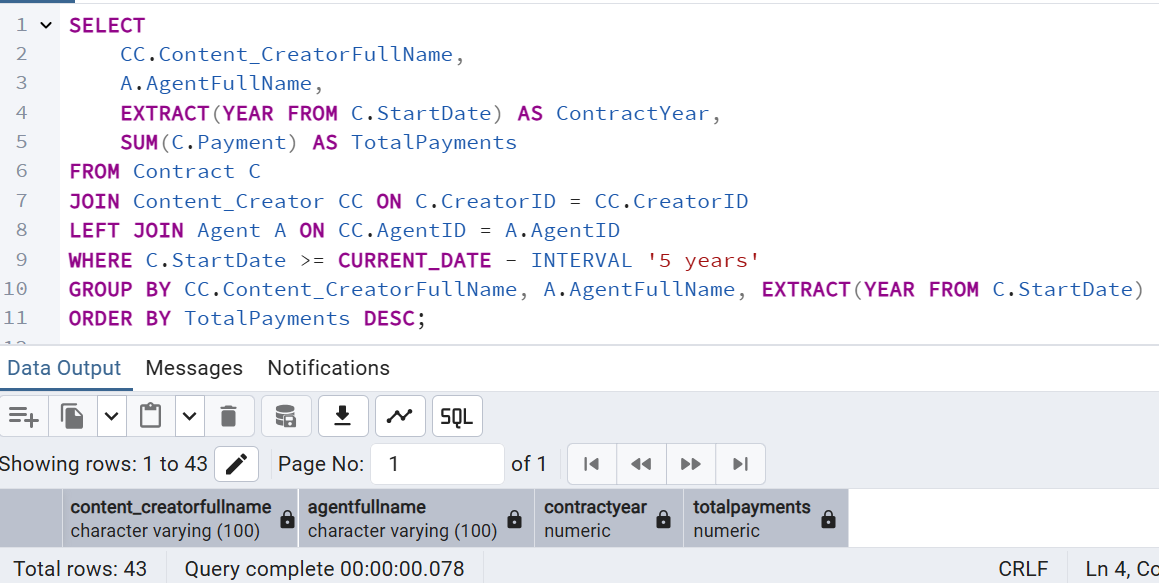 1 SELECT
2 CC.Content_CreatorFullName,
3 A.AgentFullName,
4 EXTRACT(YEAR FROM C.StartDate) AS ContractYear,
5 SUM(C.Payment) AS TotalPayments
6 FROM Contract C
7 JOIN Content_Creator CC ON C.CreatorID = CC.CreatorID
8 LEFT JOIN Agent A ON CC.AgentID = A.AgentID
9 WHERE C.StartDate >= CURRENT_DATE - INTERVAL '5 years'
10 GROUP BY CC.Content_CreatorFullName, A.AgentFullName, EXTRACT(YEAR FROM C.StartDate)
11 ORDER BY TotalPayments DESC;
Data Output Messages Notifications
SQL
Showing rows: 1 to 43 Page No: 1 of 1
content_creatorfullname agentfullname contractyear totalpayments
character varying (100) character varying (100) numeric numeric
Total rows: 43 Query complete 00:00:00.078 CRLF Ln 4,